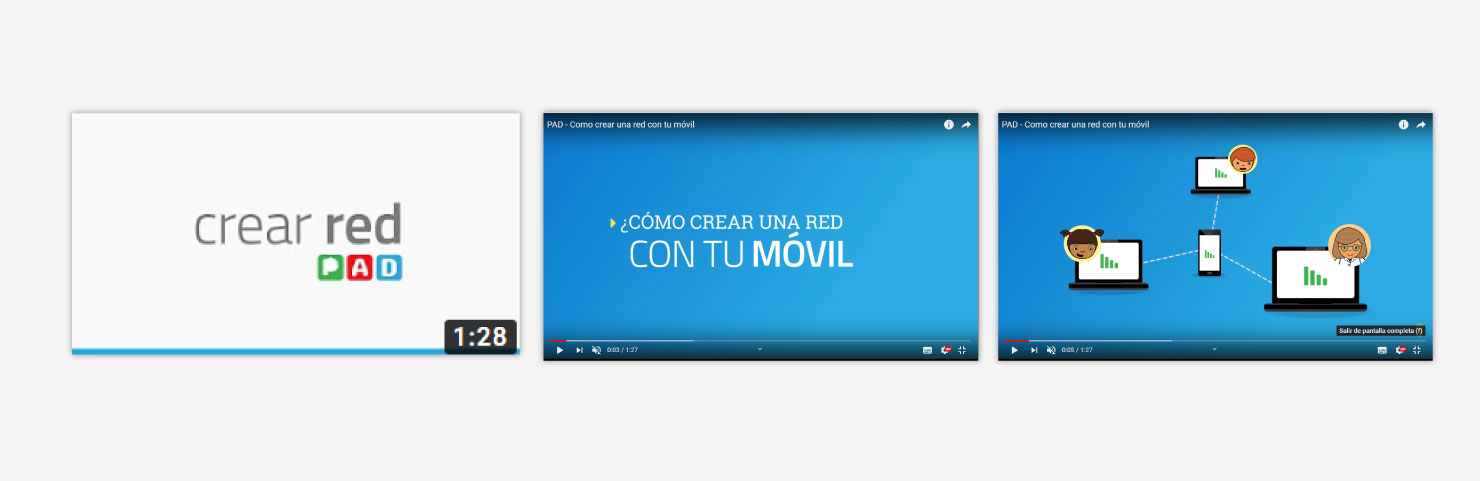 crear red
PAD
1:28
PAD - Como crear una red con tu móvil
¿CÓMO CREAR UNA RED
CON TU MÓVIL
0:03 / 1:27
PAD - Como crear una red con tu móvil
Salir de pantalla completa (f)
0:05 / 1:27